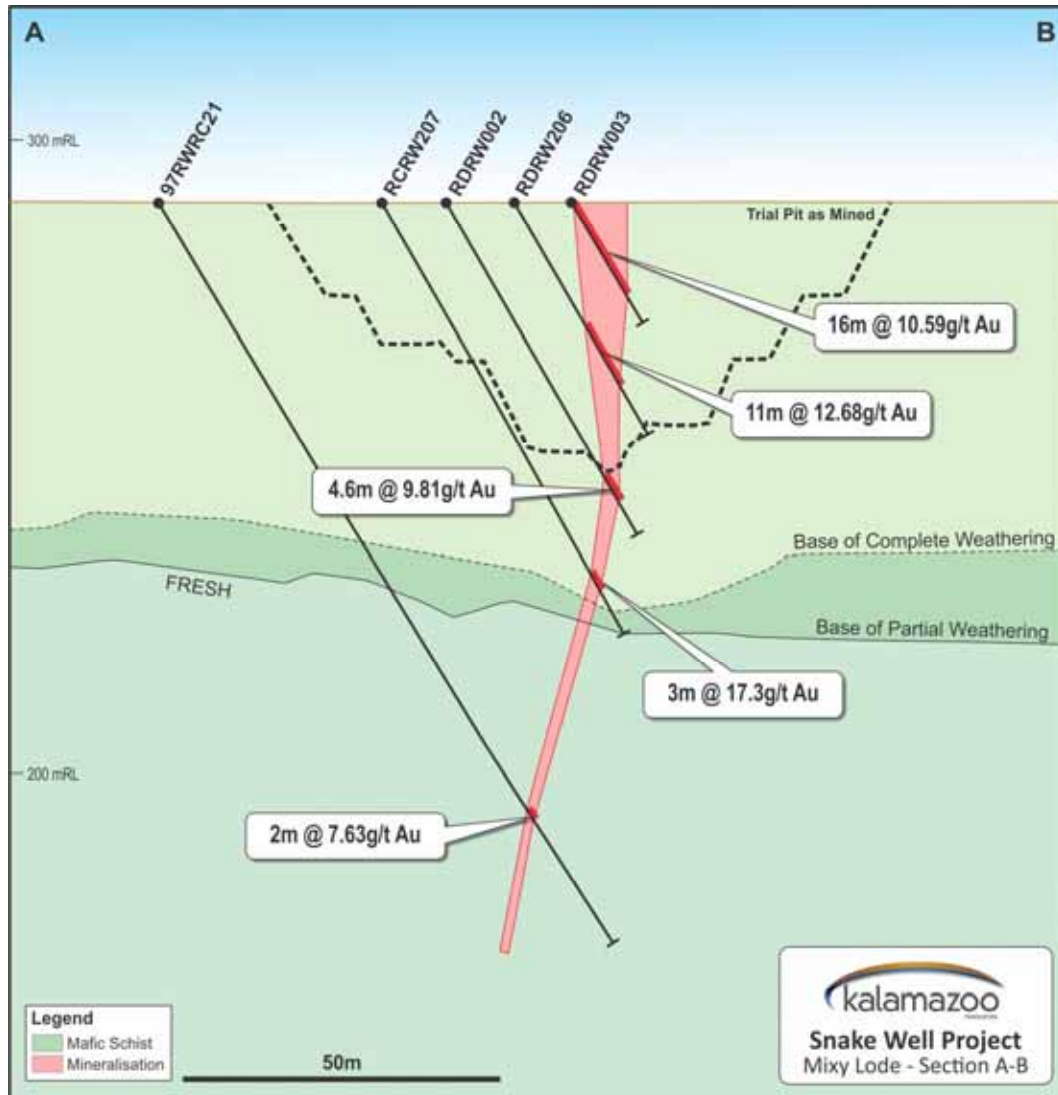 A
B
300 mRL
97RWRC21
RCRW207
RDRW002
RDRW206
RDRW003
Trial Pit as Mined
16m @ 10.59g/t Au
11m @ 12.68g/t Au
4.6m @ 9.81g/t Au
Base of Complete Weathering
FRESH
Base of Partial Weathering
3m @ 17.3g/t Au
200 mRL
2m @ 7.63g/t Au
Legend
Mafic Schist
Mineralisation
50m
kalamazoo
Snake Well Project
Mixy Lode - Section A-B